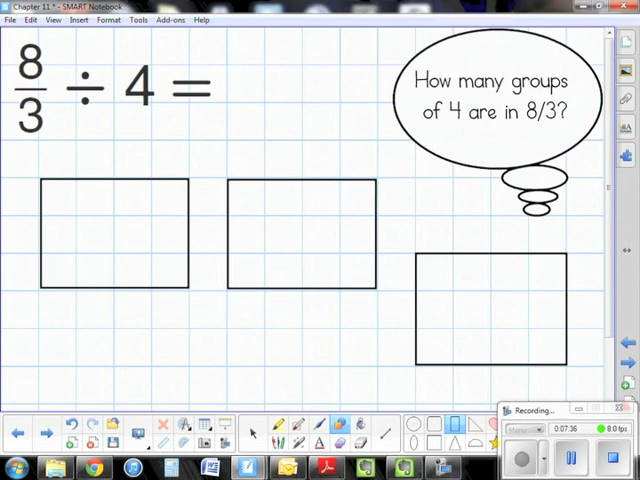 Chapter 11 * - SMART Notebook
File Edit View Insert Format Tools Add-ons Help
8/3 ÷ 4 =
How many groups
of 4 are in 8/3?
Recording...
Menu
0:07:36
8.0 fps